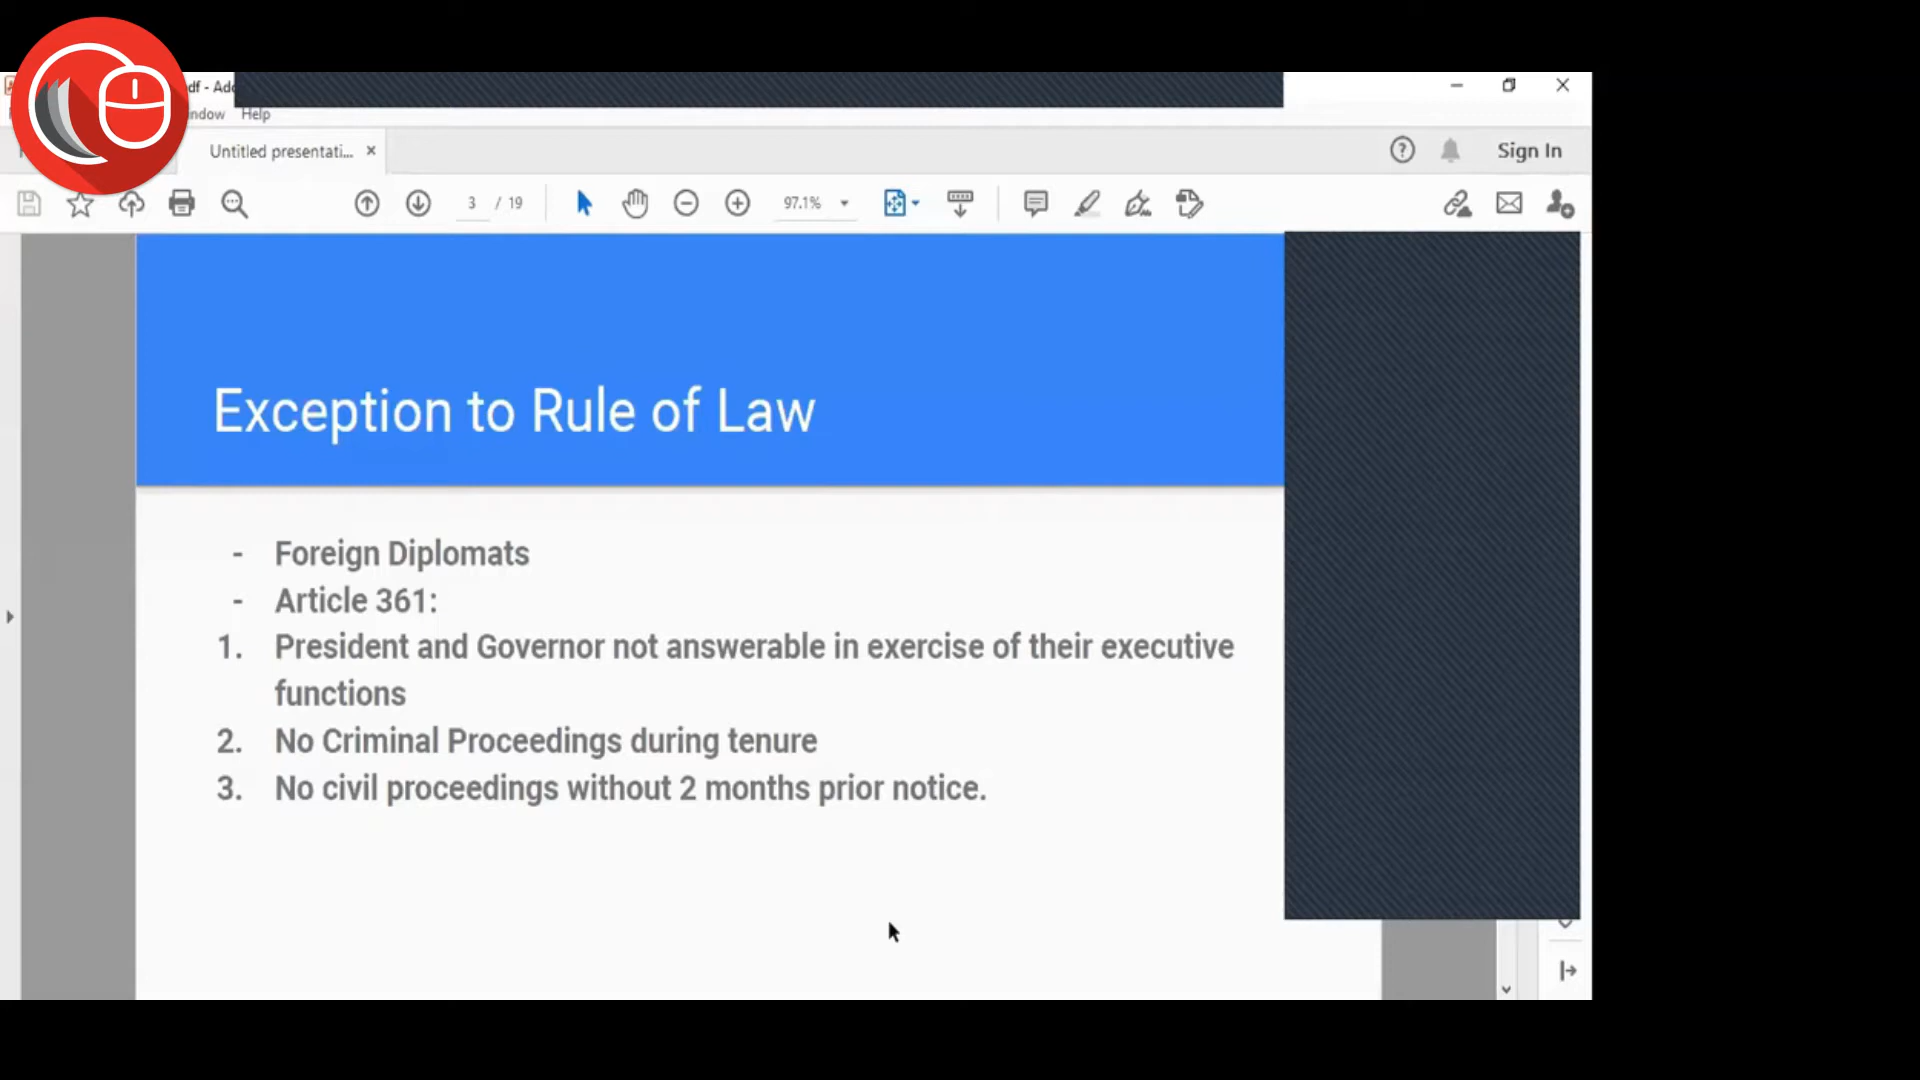 df - Ado
ndow Help
Untitled presentati...
Sign In
3 / 19
97.1%
Exception to Rule of Law
- Foreign Diplomats
- Article 361:
1. President and Governor not answerable in exercise of their executive
functions
2. No Criminal Proceedings during tenure
3. No civil proceedings without 2 months prior notice.